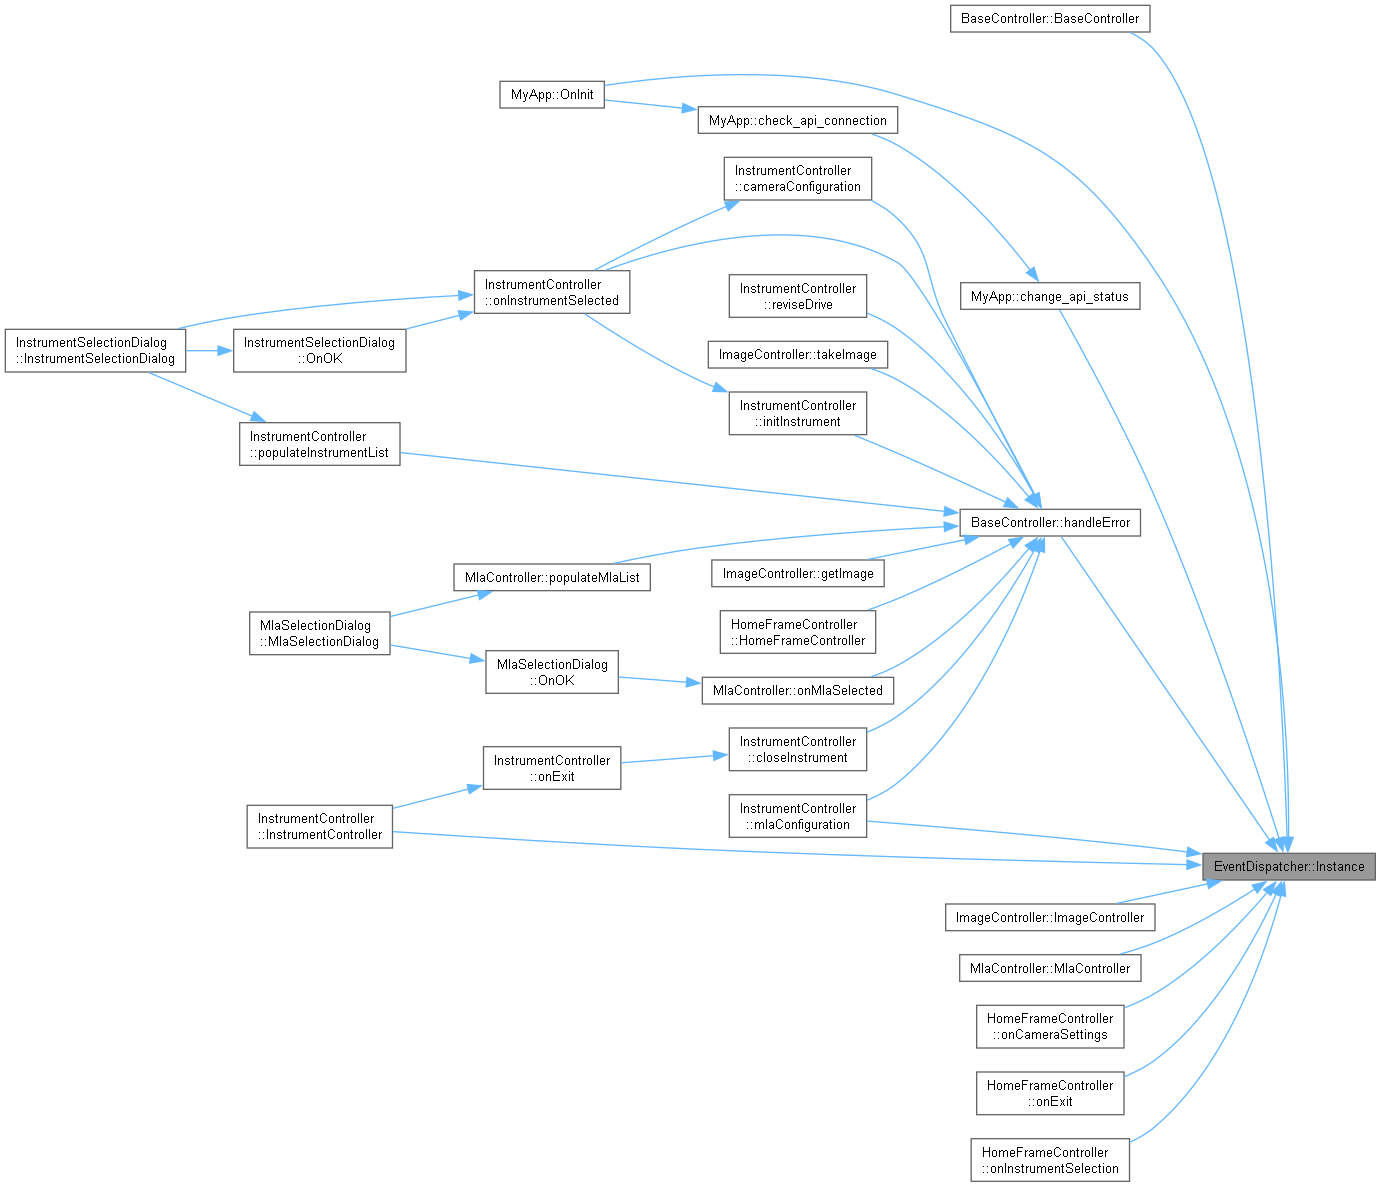 BaseController::BaseController
MyApp::OnInit
MyApp::check_api_connection
InstrumentController
::cameraConfiguration
InstrumentController
::onInstrumentSelected
InstrumentController
::reviseDrive
MyApp::change_api_status
InstrumentSelectionDialog
::InstrumentSelectionDialog
InstrumentSelectionDialog
::OnOK
ImageController::takeImage
InstrumentController
::initInstrument
InstrumentController
::populateInstrumentList
BaseController::handleError
MlaController::populateMlaList
ImageController::getImage
MlaSelectionDialog
::MlaSelectionDialog
HomeFrameController
::HomeFrameController
MlaSelectionDialog
::OnOK
MlaController::onMlaSelected
InstrumentController
::closeInstrument
InstrumentController
::onExit
InstrumentController
::mlaConfiguration
InstrumentController
::InstrumentController
EventDispatcher::Instance
ImageController::ImageController
MlaController::MlaController
HomeFrameController
::onCameraSettings
HomeFrameController
::onExit
HomeFrameController
::onInstrumentSelection